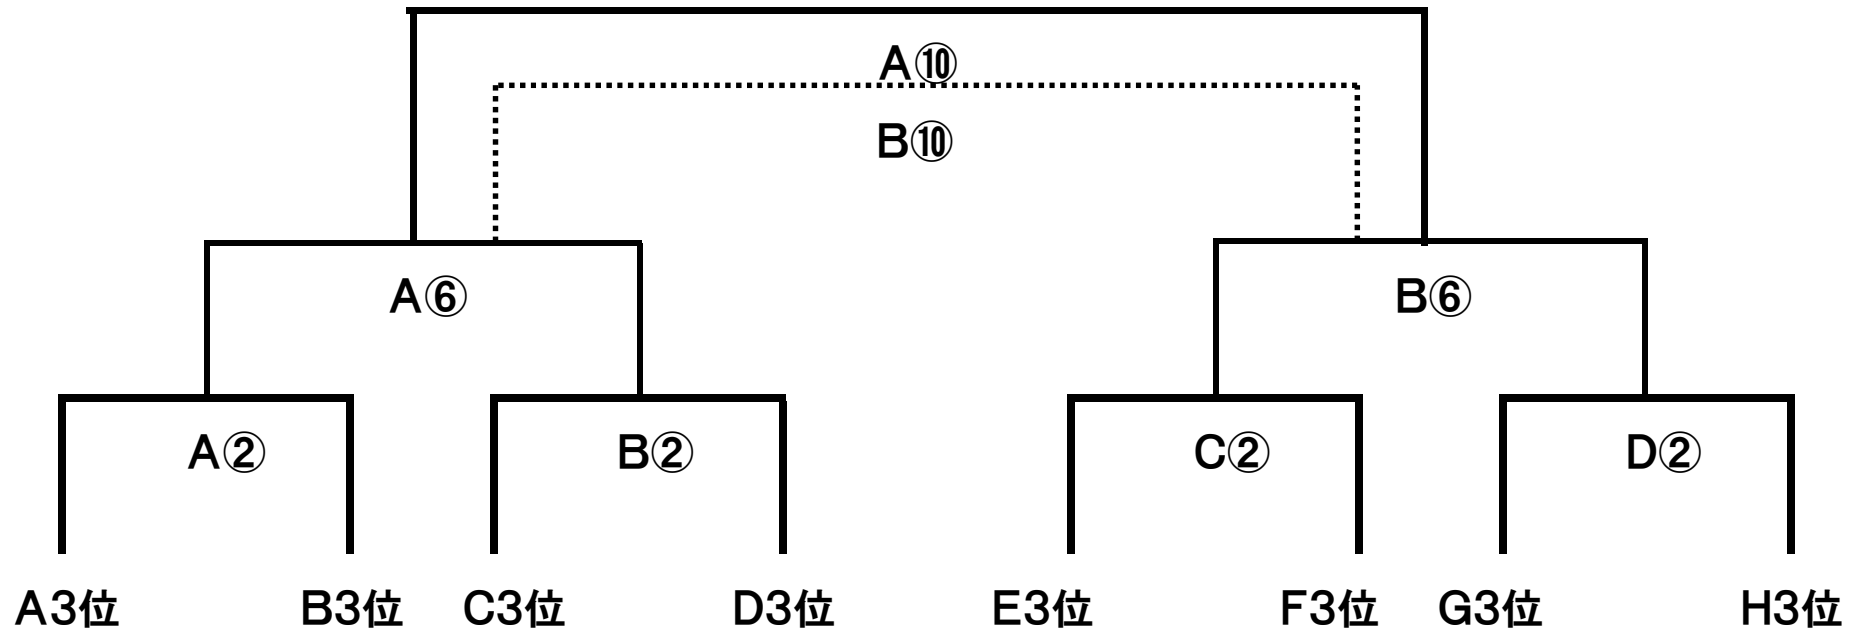 A⑩
B⑩
A⑥ B⑥
A② B② C② D②
A3位 B3位 C3位 D3位 E3位 F3位 G3位 H3位